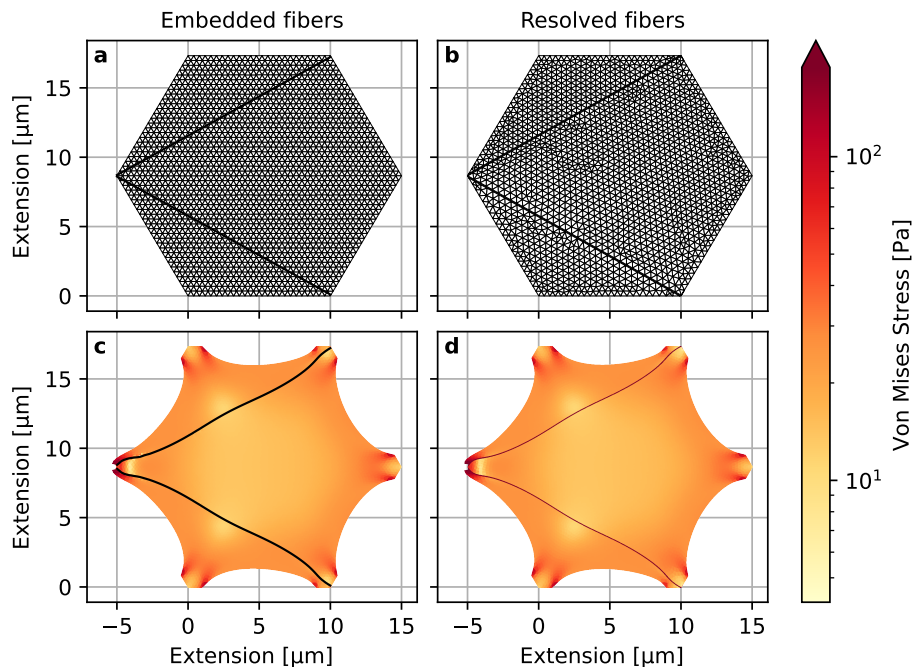 Embedded fibers
Resolved fibers
a
b
15
10
5
0
Extension [µm]
10²
10¹
Von Mises Stress [Pa]
c
d
15
10
5
0
Extension [µm]
−5 0 5 10 15
−5 0 5 10 15
Extension [µm]
Extension [µm]